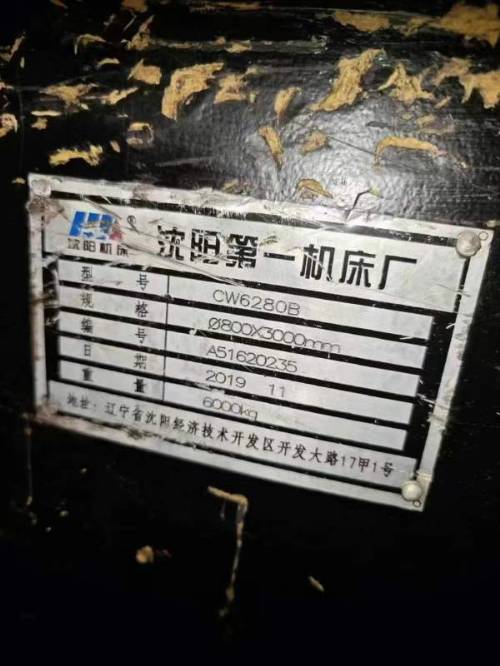 沈阳机床 ® 沈阳第一机床厂
型号 CW6280B
规格 Ø800X3000mm
编号 A51620235
日期 2019 11
重量 6000kg
地址: 辽宁省沈阳经济技术开发区开发大路17甲1号